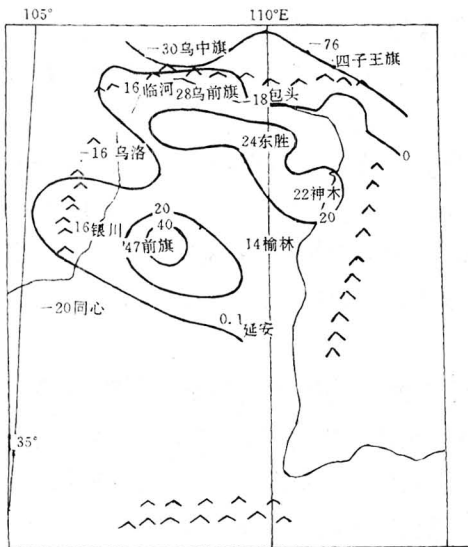 105°
110°E
-30乌中旗
-76
四子王旗
16临河
28乌前旗
-18包头
24东胜
-16乌洛
0
22神木
20
16银川
20
40
47前旗
14榆林
-20同心
0.1延安
35°